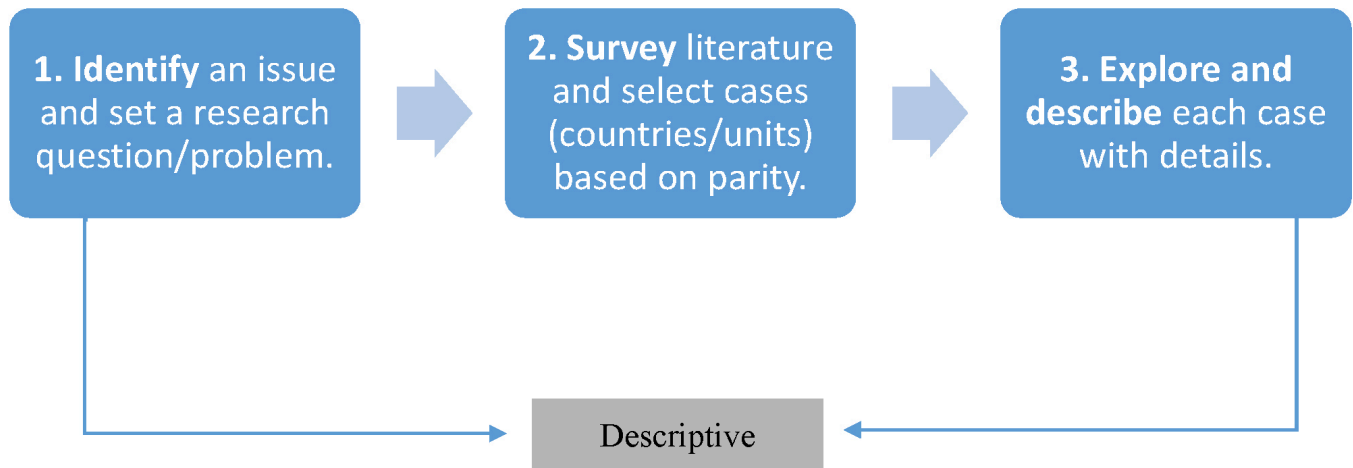 1. Identify an issue
and set a research
question/problem.
2. Survey literature
and select cases
(countries/units)
based on parity.
3. Explore and
describe each case
with details.
Descriptive